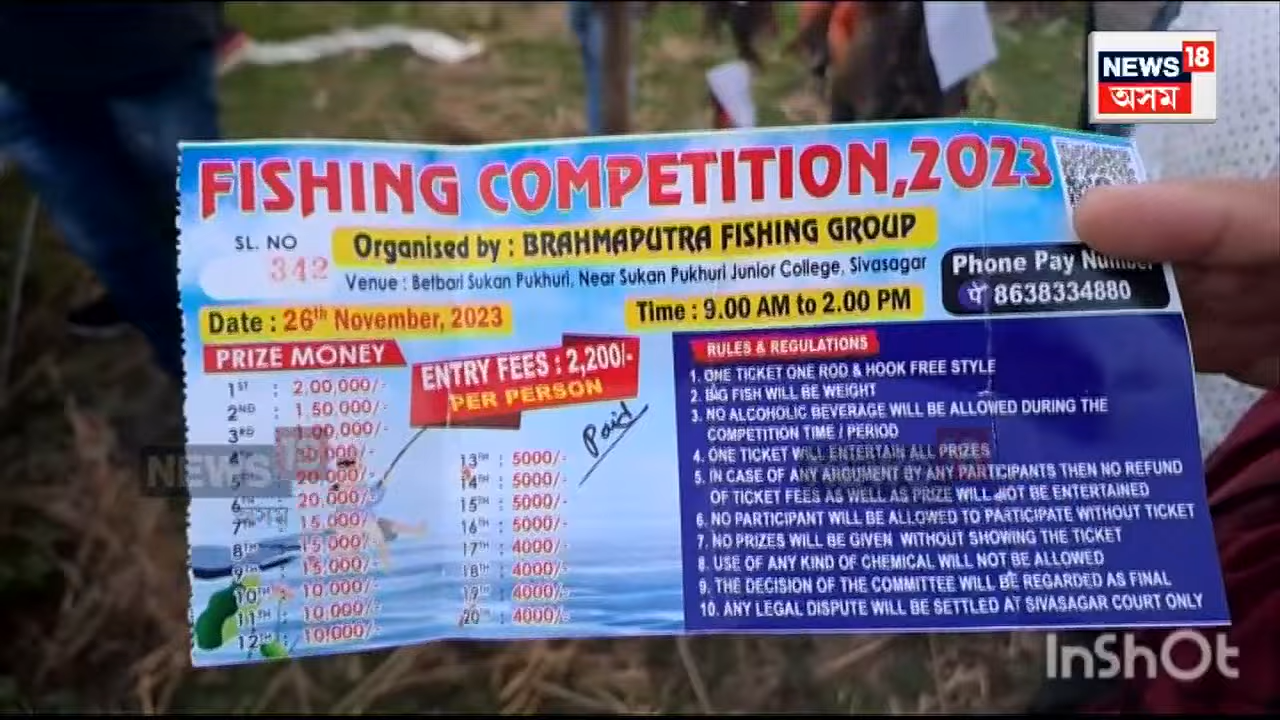 NEWS 18
অসম
FISHING COMPETITION,2023
SL. NO
342
Organised by : BRAHMAPUTRA FISHING GROUP
Venue : Betbari Sukan Pukhuri, Near Sukan Pukhuri Junior College, Sivasagar
Phone Pay Number
पे 8638334880
Date : 26th November, 2023
Time : 9.00 AM to 2.00 PM
PRIZE MONEY
1ST : 2,00,000/-
2ND : 1,50,000/-
3RD : 1,00,000/-
20,000/-
6TH : 20,000/-
7TH : 15,000/-
8TH : 15,000/-
9TH : 15,000/-
10TH : 10,000/-
11TH : 10,000/-
12TH : 10,000/-
ENTRY FEES : 2,200/-
PER PERSON
Paid
13TH : 5000/-
14TH : 5000/-
15TH : 5000/-
16TH : 5000/-
17TH : 4000/-
18TH : 4000/-
19TH : 4000/-
20TH : 4000/-
RULES & REGULATIONS
1. ONE TICKET ONE ROD & HOOK FREE STYLE
2. BIG FISH WILL BE WEIGHT
3. NO ALCOHOLIC BEVERAGE WILL BE ALLOWED DURING THE
COMPETITION TIME / PERIOD
4. ONE TICKET WILL ENTERTAIN ALL PRIZES
5. IN CASE OF ANY ARGUMENT BY ANY PARTICIPANTS THEN NO REFUND
OF TICKET FEES AS WELL AS PRIZE WILL NOT BE ENTERTAINED
6. NO PARTICIPANT WILL BE ALLOWED TO PARTICIPATE WITHOUT TICKET
7. NO PRIZES WILL BE GIVEN WITHOUT SHOWING THE TICKET
8. USE OF ANY KIND OF CHEMICAL WILL NOT BE ALLOWED
9. THE DECISION OF THE COMMITTEE WILL BE REGARDED AS FINAL
10. ANY LEGAL DISPUTE WILL BE SETTLED AT SIVASAGAR COURT ONLY
NEWS
InShOt